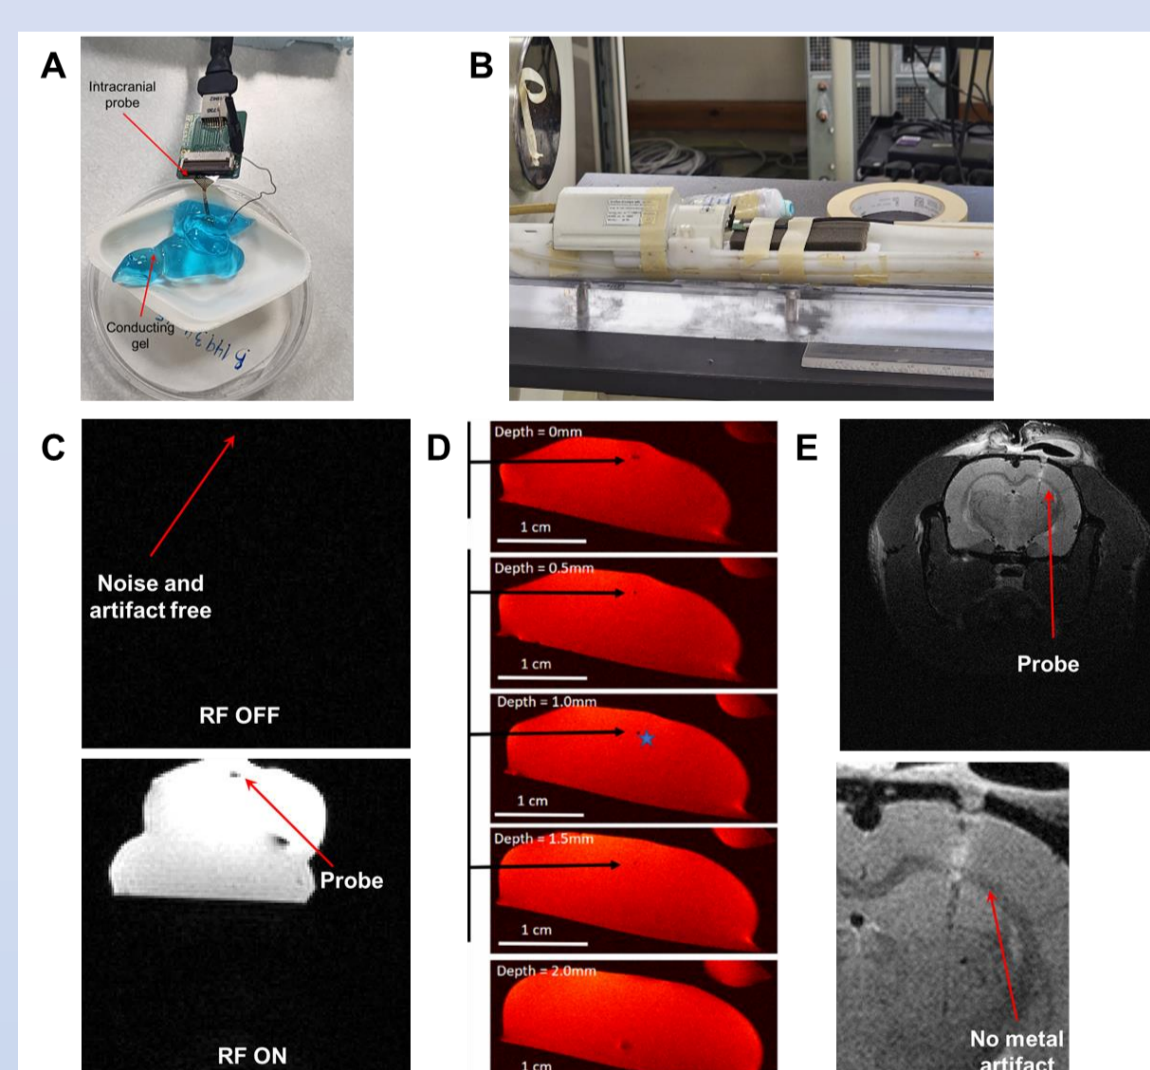 A
Intracranial
probe
Conducting
gel
B
C
Noise and
artifact free
RF OFF
Probe
RF ON
D
Depth = 0mm
1 cm
Depth = 0.5mm
1 cm
Depth = 1.0mm
1 cm
Depth = 1.5mm
1 cm
Depth = 2.0mm
1 cm
E
Probe
No metal
artifact